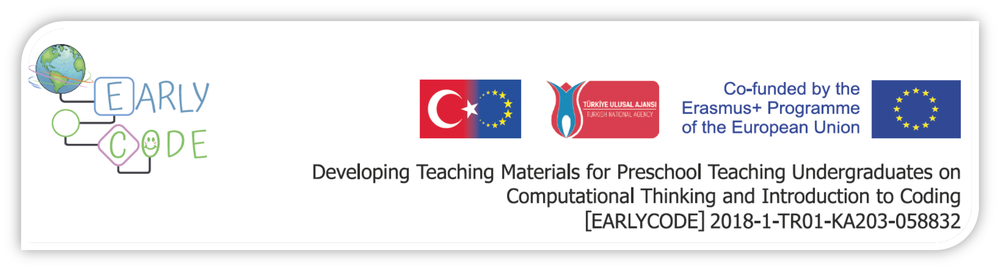 EARLY
CODE
TÜRKİYE ULUSAL AJANSI
TURKISH NATIONAL AGENCY
Co-funded by the
Erasmus+ Programme
of the European Union
Developing Teaching Materials for Preschool Teaching Undergraduates on
Computational Thinking and Introduction to Coding
[EARLYCODE] 2018-1-TR01-KA203-058832